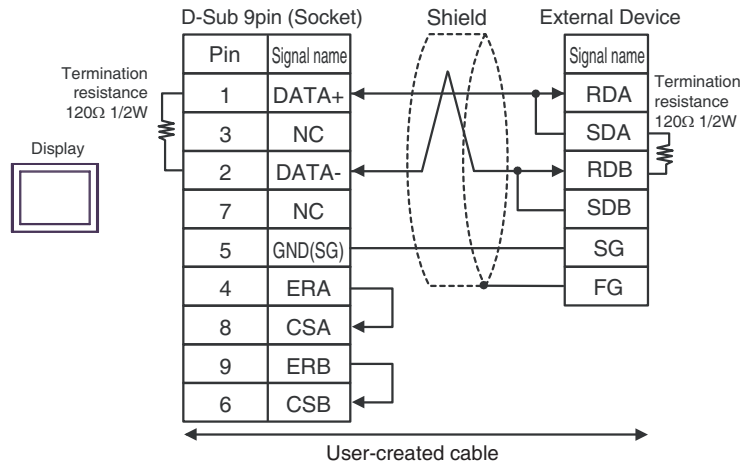 D-Sub 9pin (Socket)
Shield
External Device
Pin Signal name
Signal name
Termination
resistance
120Ω 1/2W
Termination
resistance
120Ω 1/2W
Display
1 DATA+
RDA
3 NC
SDA
2 DATA-
RDB
7 NC
SDB
5 GND(SG)
SG
4 ERA
FG
8 CSA
9 ERB
6 CSB
User-created cable